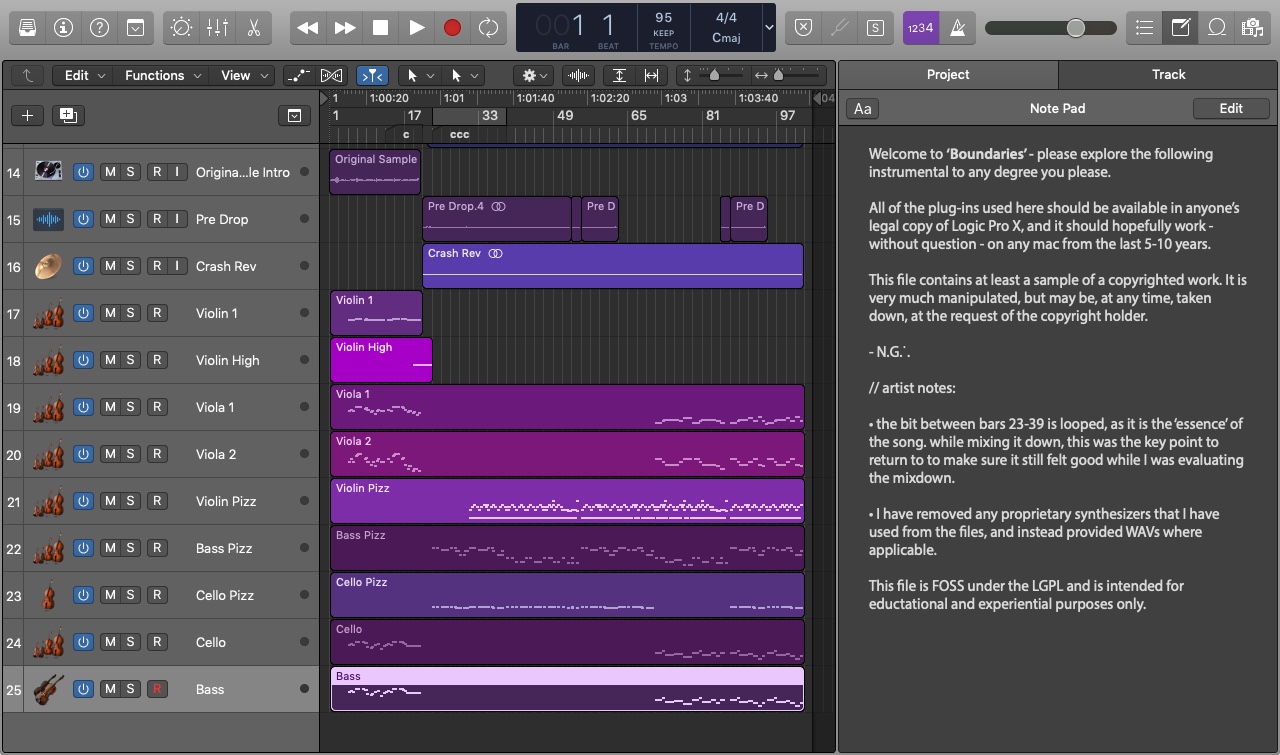 001 1
BAR BEAT
95
KEEP
TEMPO
4/4
Cmaj
S
1234
Edit Functions View
Project Track
Aa Note Pad Edit
1 1:00:20 1:01 1:01:40 1:02:20 1:03 1:03:40 04
1 17 33 49 65 81 97
c ccc
14 M S R I Origina...le Intro
Original Sample
15 M S R I Pre Drop
Pre Drop.4 Pre D Pre D
16 M S R I Crash Rev
Crash Rev
17 M S R Violin 1
Violin 1
18 M S R Violin High
Violin High
19 M S R Viola 1
Viola 1
20 M S R Viola 2
Viola 2
21 M S R Violin Pizz
Violin Pizz
22 M S R Bass Pizz
Bass Pizz
23 M S R Cello Pizz
Cello Pizz
24 M S R Cello
Cello
25 M S R Bass
Bass
Welcome to ‘Boundaries’ - please explore the following
instrumental to any degree you please.
All of the plug-ins used here should be available in anyone’s
legal copy of Logic Pro X, and it should hopefully work -
without question - on any mac from the last 5-10 years.
This file contains at least a sample of a copyrighted work. It is
very much manipulated, but may be, at any time, taken
down, at the request of the copyright holder.
- N.G.∴
// artist notes:
• the bit between bars 23-39 is looped, as it is the ‘essence’ of
the song. while mixing it down, this was the key point to
return to to make sure it still felt good while I was evaluating
the mixdown.
• I have removed any proprietary synthesizers that I have
used from the files, and instead provided WAVs where
applicable.
This file is FOSS under the LGPL and is intended for
eductational and experiential purposes only.